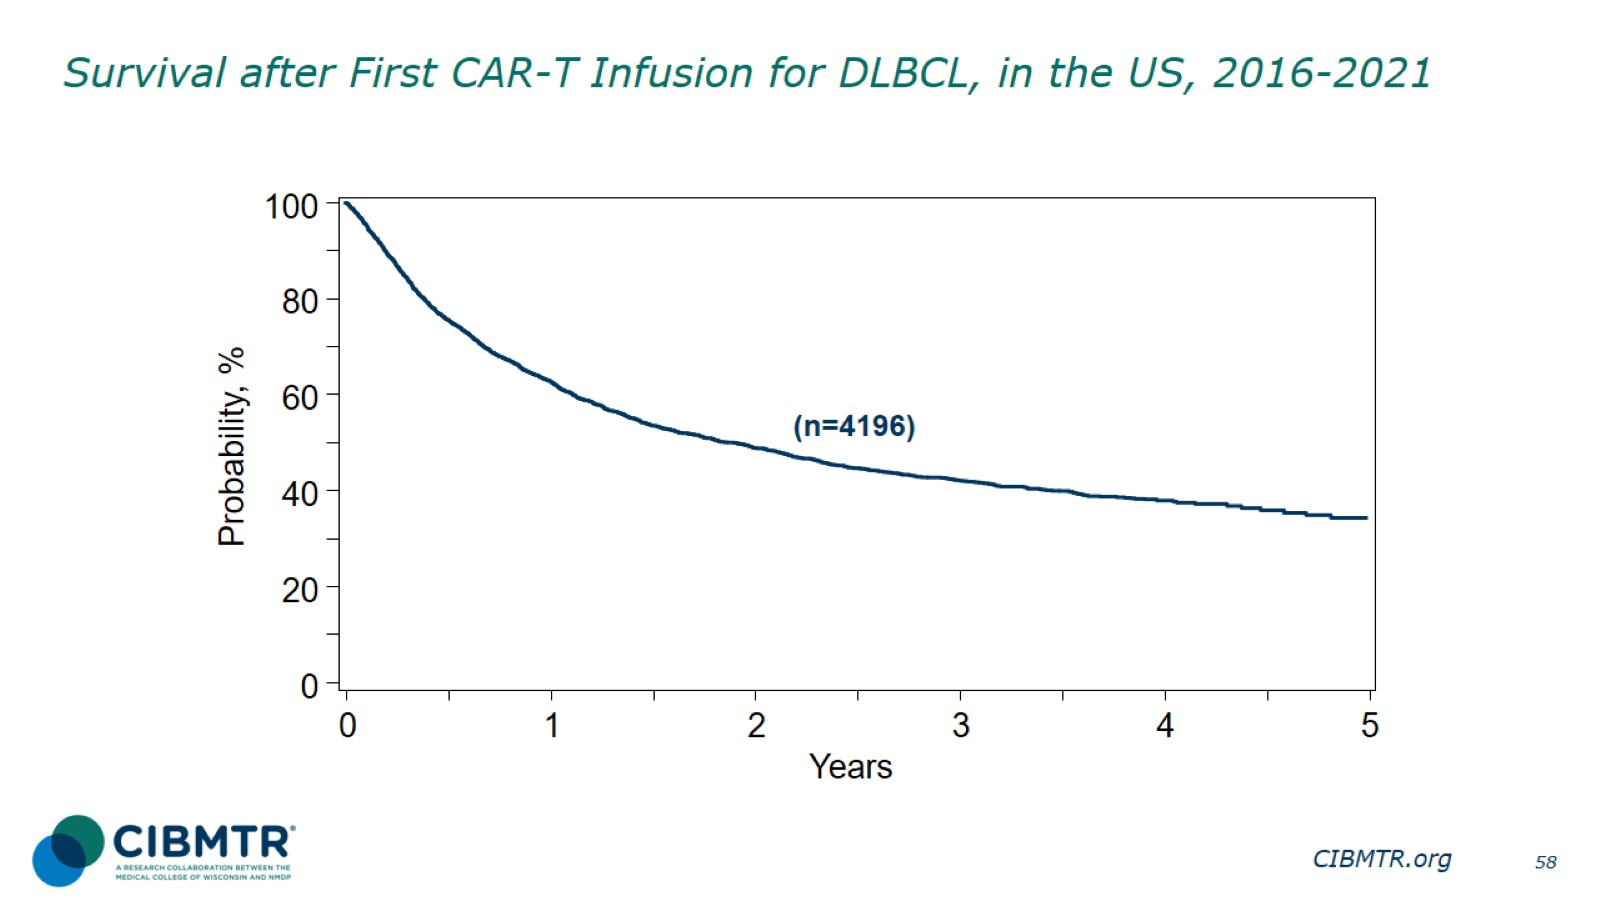 Survival after First CAR-T Infusion for DLBCL, in the US, 2016-2021
100
80
60
40
20
0
Probability, %
(n=4196)
0 1 2 3 4 5
Years
CIBMTR®
A RESEARCH COLLABORATION BETWEEN THE
MEDICAL COLLEGE OF WISCONSIN AND NMDP
CIBMTR.org
58